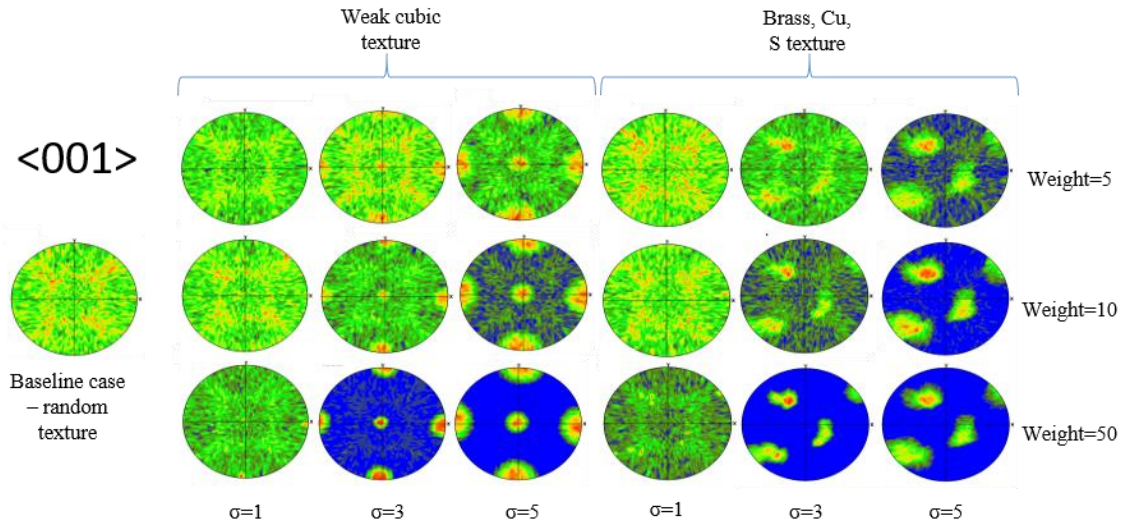 Weak cubic
texture
Brass, Cu,
S texture
<001>
Weight=5
Weight=10
Baseline case
– random
texture
Weight=50
σ=1
σ=3
σ=5
σ=1
σ=3
σ=5